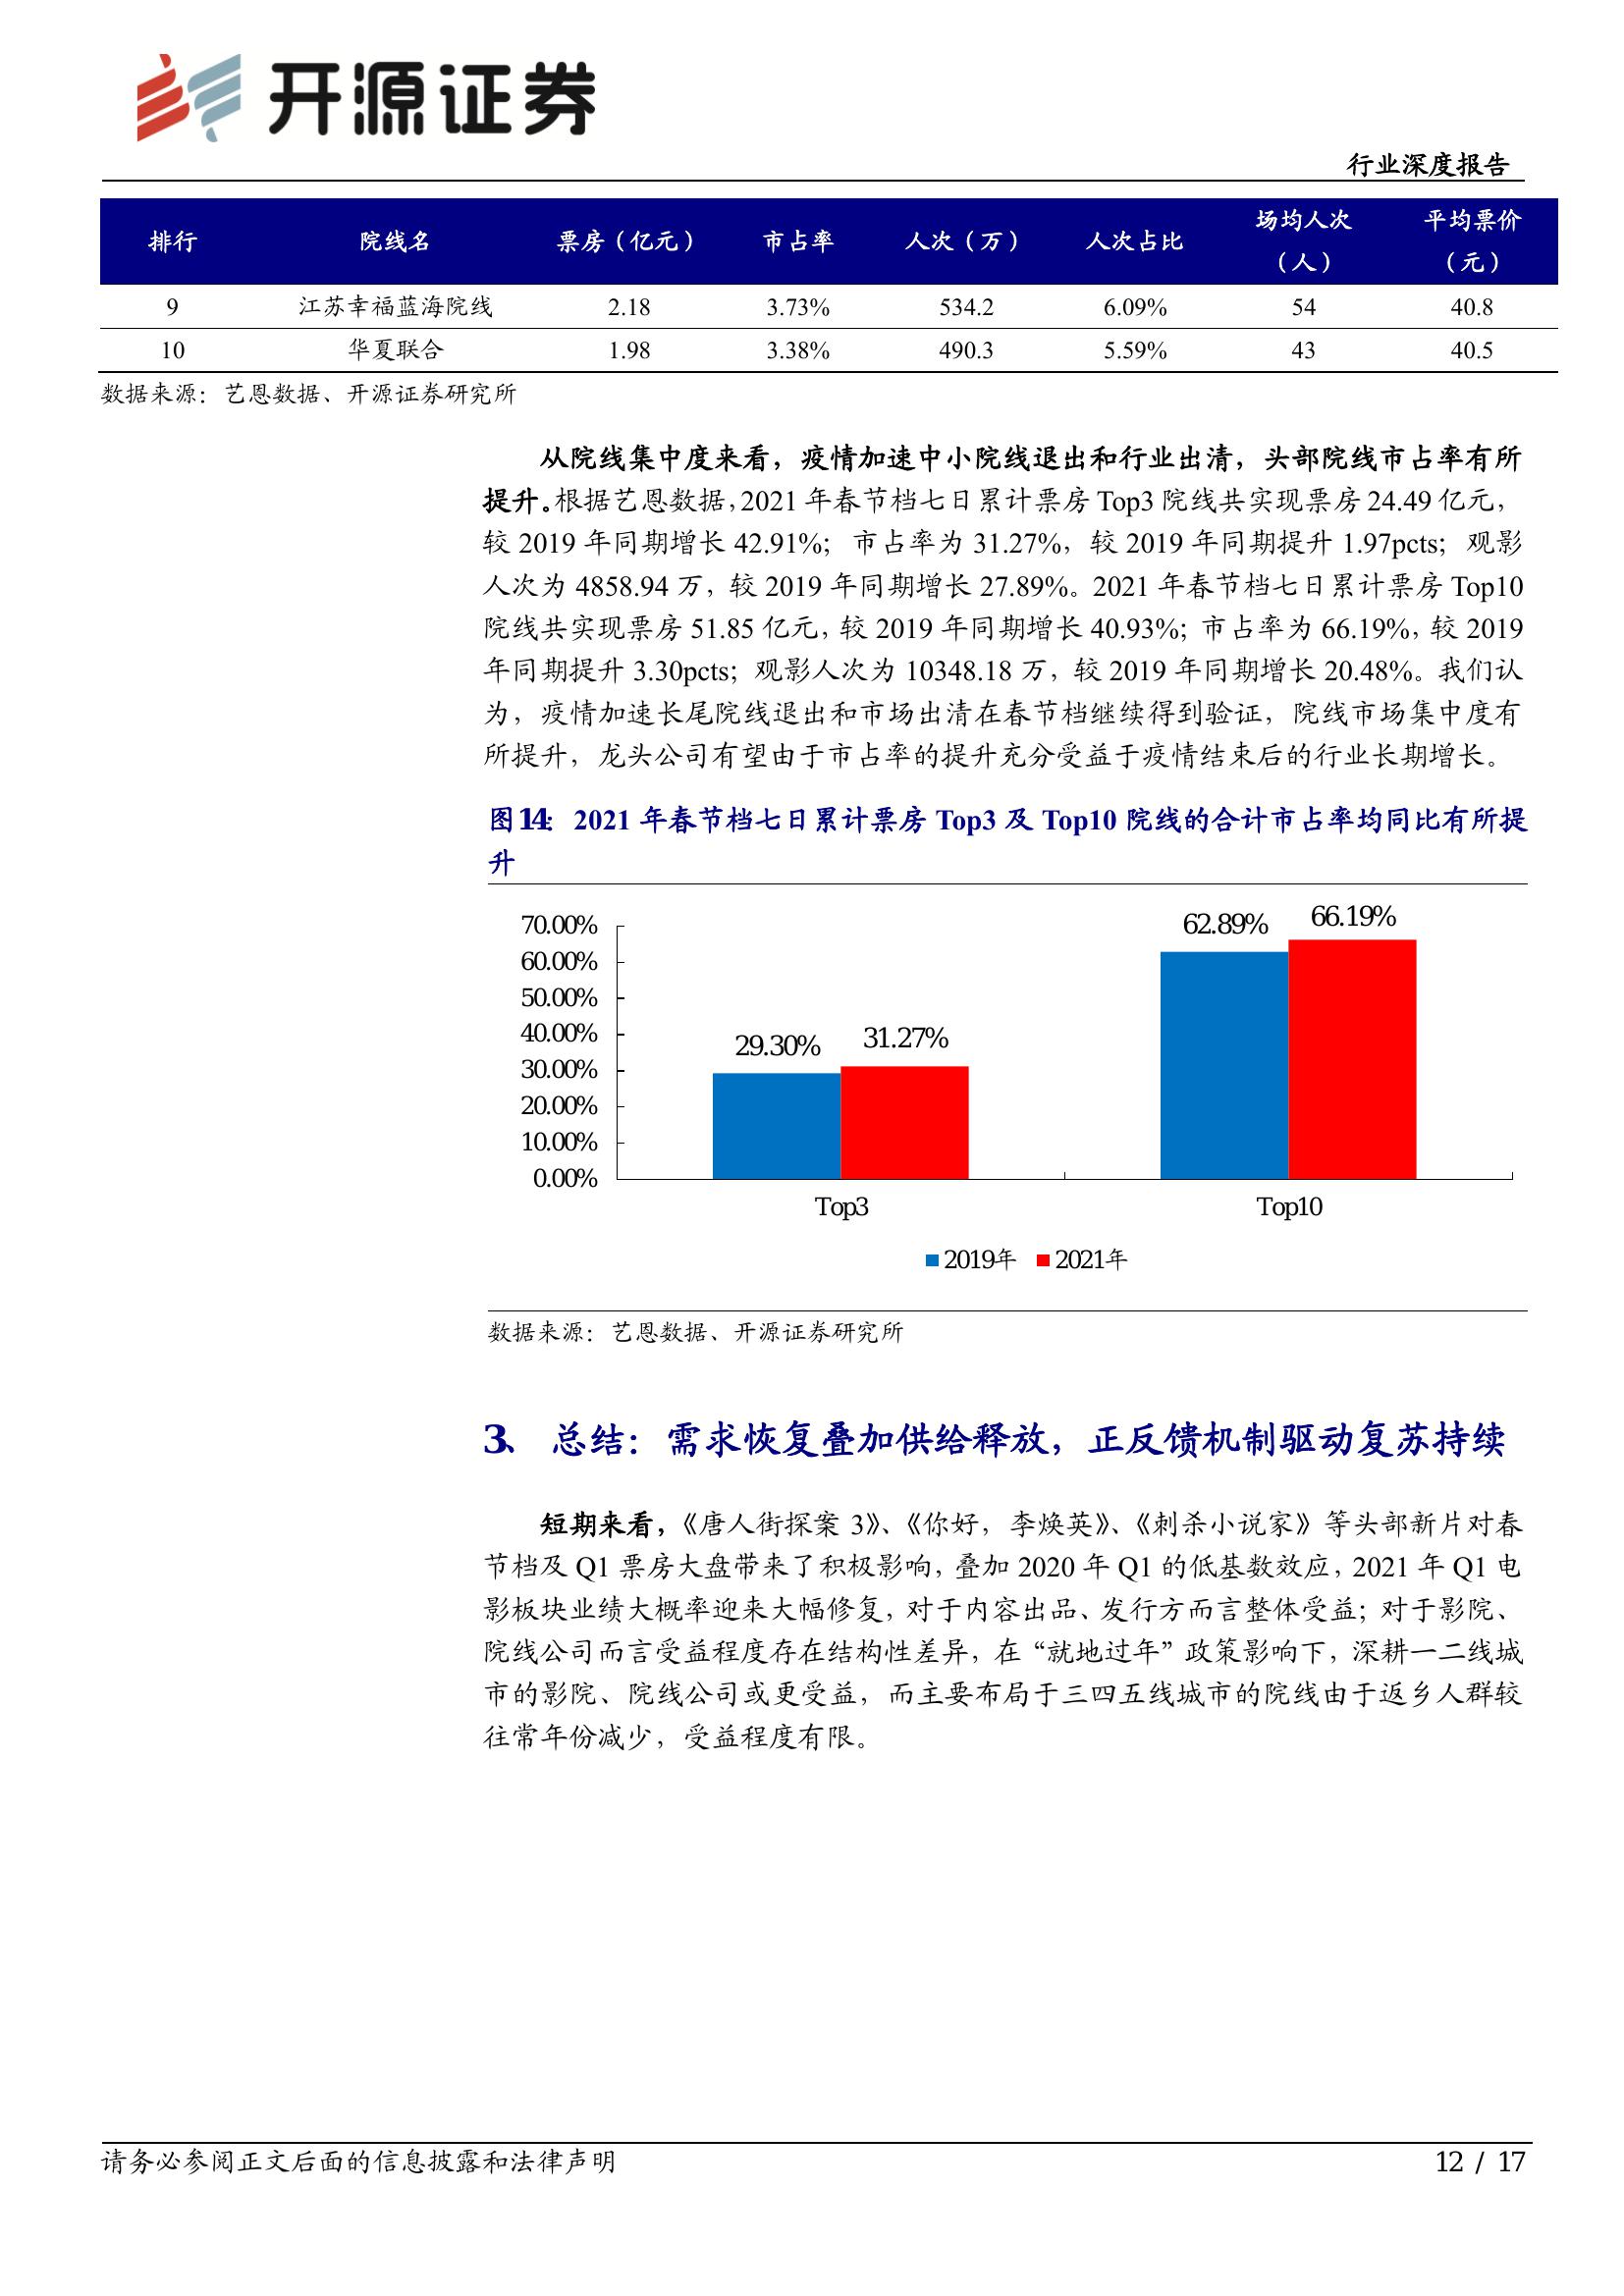 开源证券
行业深度报告
排行 院线名 票房（亿元） 市占率 人次（万） 人次占比 场均人次（人） 平均票价（元）
9 江苏幸福蓝海院线 2.18 3.73% 534.2 6.09% 54 40.8
10 华夏联合 1.98 3.38% 490.3 5.59% 43 40.5
数据来源：艺恩数据、开源证券研究所
从院线集中度来看，疫情加速中小院线退出和行业出清，头部院线市占率有所
提升。根据艺恩数据，2021 年春节档七日累计票房 Top3 院线共实现票房 24.49 亿元，
较 2019 年同期增长 42.91%；市占率为 31.27%，较 2019 年同期提升 1.97pcts；观影
人次为 4858.94 万，较 2019 年同期增长 27.89%。2021 年春节档七日累计票房 Top10
院线共实现票房 51.85 亿元，较 2019 年同期增长 40.93%；市占率为 66.19%，较 2019
年同期提升 3.30pcts；观影人次为 10348.18 万，较 2019 年同期增长 20.48%。我们认
为，疫情加速长尾院线退出和市场出清在春节档继续得到验证，院线市场集中度有
所提升，龙头公司有望由于市占率的提升充分受益于疫情结束后的行业长期增长。
图14：2021 年春节档七日累计票房 Top3 及 Top10 院线的合计市占率均同比有所提
升
70.00%
60.00%
50.00%
40.00%
30.00%
20.00%
10.00%
0.00%
29.30% 31.27% 62.89% 66.19%
Top3 Top10
2019年 2021年
数据来源：艺恩数据、开源证券研究所
3、 总结：需求恢复叠加供给释放，正反馈机制驱动复苏持续
短期来看，《唐人街探案 3》、《你好，李焕英》、《刺杀小说家》等头部新片对春
节档及 Q1 票房大盘带来了积极影响，叠加 2020 年 Q1 的低基数效应，2021 年 Q1 电
影板块业绩大概率迎来大幅修复，对于内容出品、发行方而言整体受益；对于影院、
院线公司而言受益程度存在结构性差异，在“就地过年”政策影响下，深耕一二线城
市的影院、院线公司或更受益，而主要布局于三四五线城市的院线由于返乡人群较
往常年份减少，受益程度有限。
请务必参阅正文后面的信息披露和法律声明
12 / 17